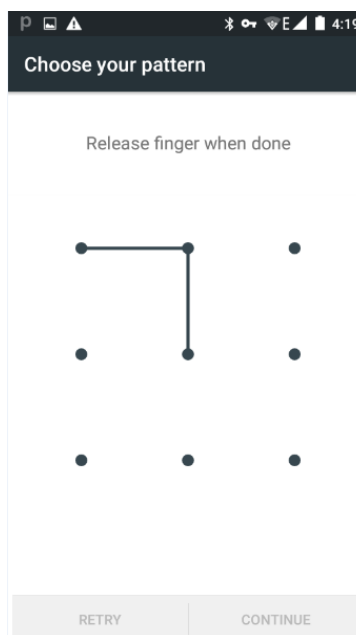 E 4:19
Choose your pattern
Release finger when done
RETRY CONTINUE